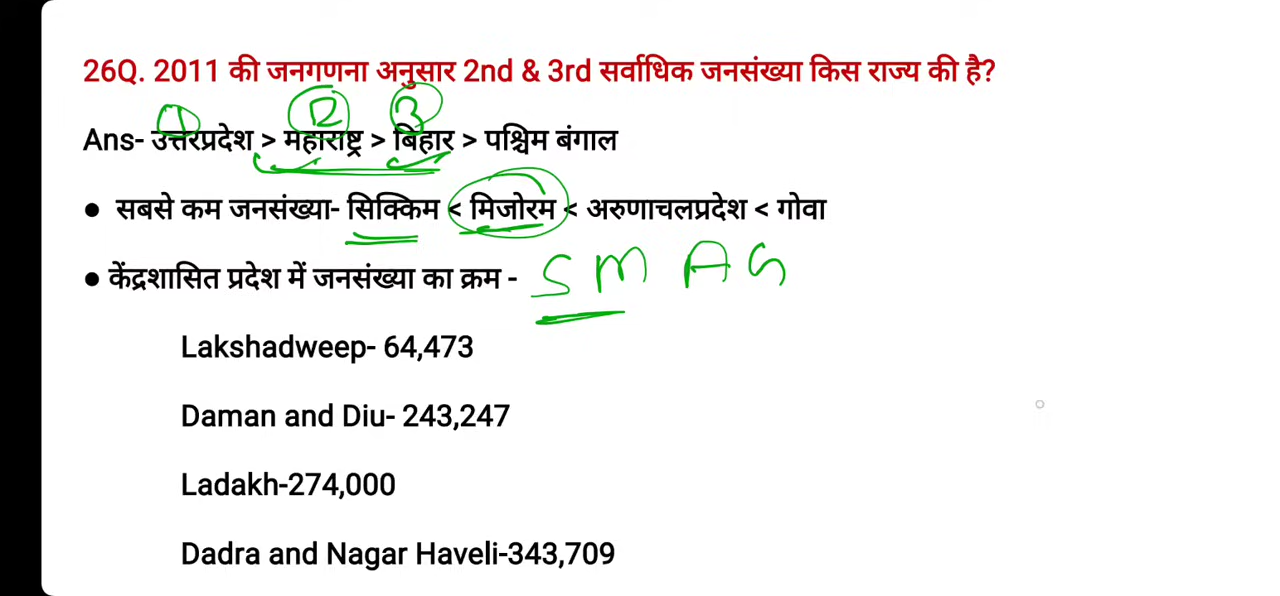 26Q. 2011 की जनगणना अनुसार 2nd & 3rd सर्वाधिक जनसंख्या किस राज्य की है?
1 2 3
Ans- उत्तरप्रदेश > महाराष्ट्र > बिहार > पश्चिम बंगाल
● सबसे कम जनसंख्या- सिक्किम < मिजोरम < अरुणाचलप्रदेश < गोवा
● केंद्रशासित प्रदेश में जनसंख्या का क्रम - S M A G
Lakshadweep- 64,473
Daman and Diu- 243,247
Ladakh-274,000
Dadra and Nagar Haveli-343,709